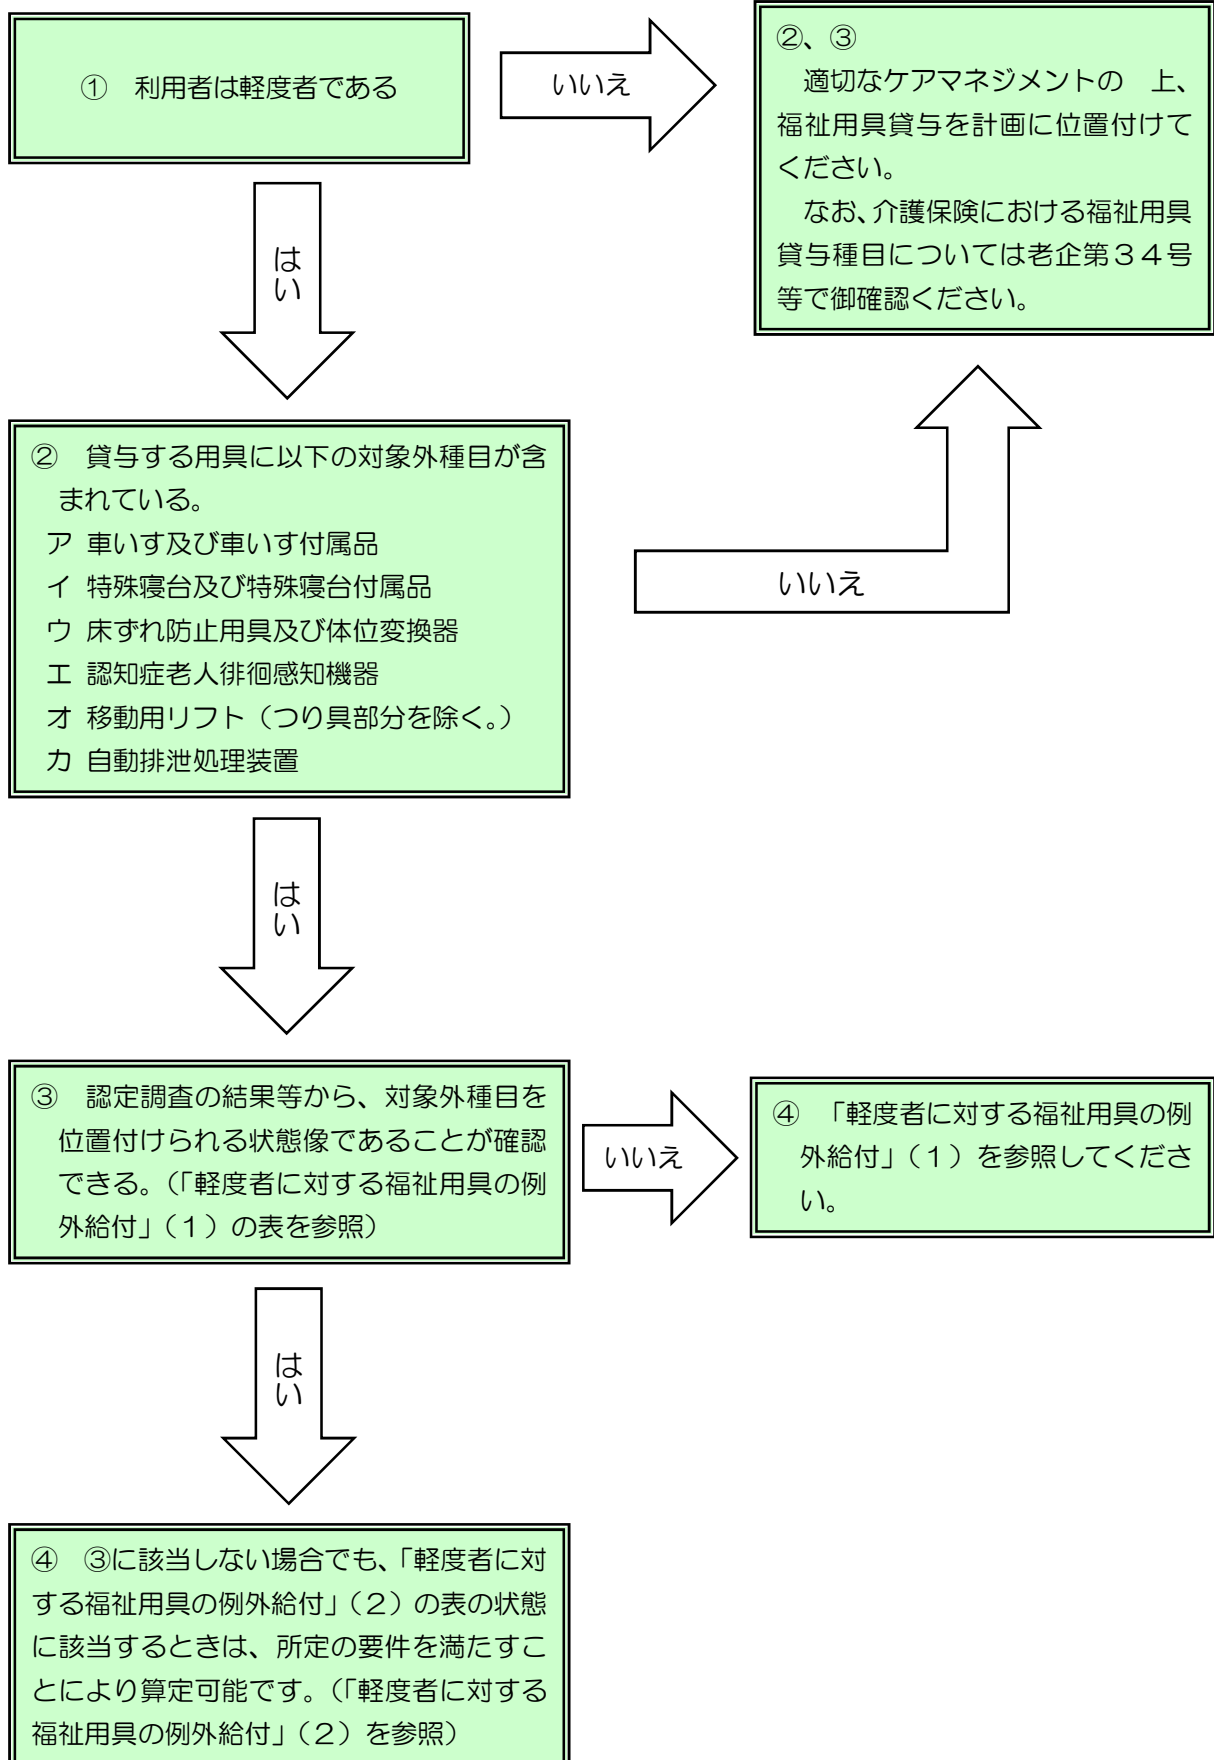 ① 利用者は軽度者である
いいえ
②、③
適切なケアマネジメントの 上、
福祉用具貸与を計画に位置付けて
ください。
なお、介護保険における福祉用具
貸与種目については老企第３４号
等で御確認ください。
はい
② 貸与する用具に以下の対象外種目が含
まれている。
ア 車いす及び車いす付属品
イ 特殊寝台及び特殊寝台付属品
ウ 床ずれ防止用具及び体位変換器
エ 認知症老人徘徊感知機器
オ 移動用リフト（つり具部分を除く。）
カ 自動排泄処理装置
いいえ
はい
③ 認定調査の結果等から、対象外種目を
位置付けられる状態像であることが確認
できる。（「軽度者に対する福祉用具の例
外給付」（１）の表を参照）
いいえ
④ 「軽度者に対する福祉用具の例
外給付」（１）を参照してくださ
い。
はい
④ ③に該当しない場合でも、「軽度者に対
する福祉用具の例外給付」（２）の表の状態
に該当するときは、所定の要件を満たすこ
とにより算定可能です。（「軽度者に対する
福祉用具の例外給付」（２）を参照）